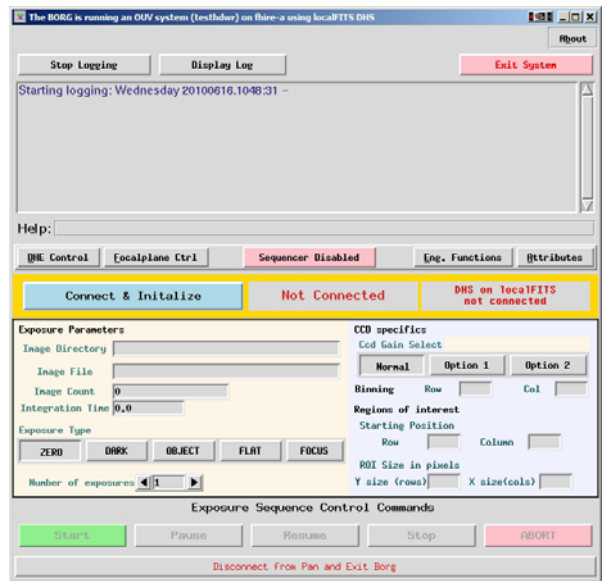 The BORG is running an OUV system (testhdwr) on fhire-a using localFITS DHS
About
Stop Logging Display Log Exit System
Starting logging: Wednesday 20100616.1048:31 -
Help:
DHE Control Focalplane Ctrl Sequencer Disabled Eng. Functions Attributes
Connect & Initalize Not Connected DHS on localFITS
not connected
Exposure Parameters
Image Directory
Image File
Image Count 0
Integration Time 0.0
Exposure Type
ZERO DARK OBJECT FLAT FOCUS
Number of exposures 1
CCD specifics
Ccd Gain Select
Normal Option 1 Option 2
Binning Row Col
Regions of interest
Starting Position
Row Column
ROI Size in pixels
Y size (rows) X size(cols)
Exposure Sequence Control Commands
Start Pause Resume Stop ABORT
Disconnect from Pan and Exit Borg